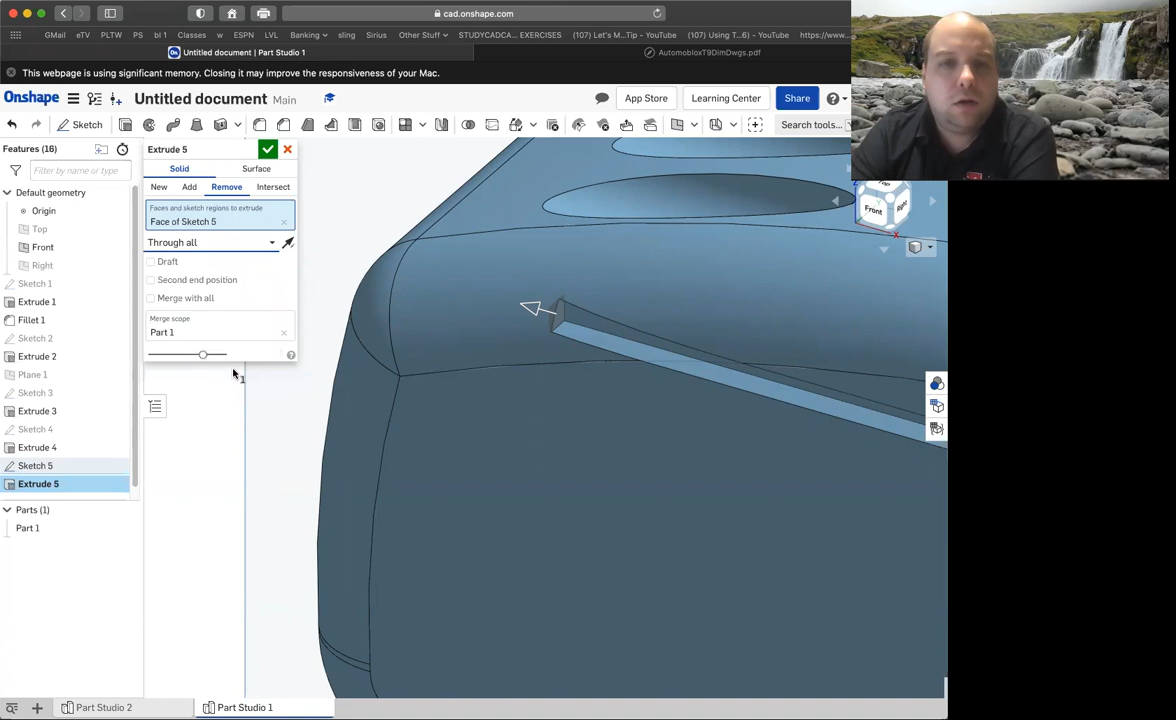 cad.onshape.com
GMail
eTV
PLTW
PS
bl 1
Classes
w
ESPN
LVL
Banking
sling
Sirius
Other Stuff
STUDYCADCA... EXERCISES
(107) Let's M...Tip - YouTube
(107) Using T...6) - YouTube
https://www...
On
Untitled document | Part Studio 1
AutomobloxT9DimDwgs.pdf
This webpage is using significant memory. Closing it may improve the responsiveness of your Mac.
Onshape
Untitled document
Main
App Store
Learning Center
Share
?
Sketch
Search tools...
Features (16)
Filter by name or type
Default geometry
Origin
Top
Front
Right
Sketch 1
Extrude 1
Fillet 1
Sketch 2
Extrude 2
Plane 1
Sketch 3
Extrude 3
Sketch 4
Extrude 4
Sketch 5
Extrude 5
Parts (1)
Part 1
Extrude 5
Solid
Surface
New
Add
Remove
Intersect
Faces and sketch regions to extrude
Face of Sketch 5
Through all
Draft
Second end position
Merge with all
Merge scope
Part 1
?
1
Top
Front
Right
Z
Y
X
Part Studio 2
Part Studio 1